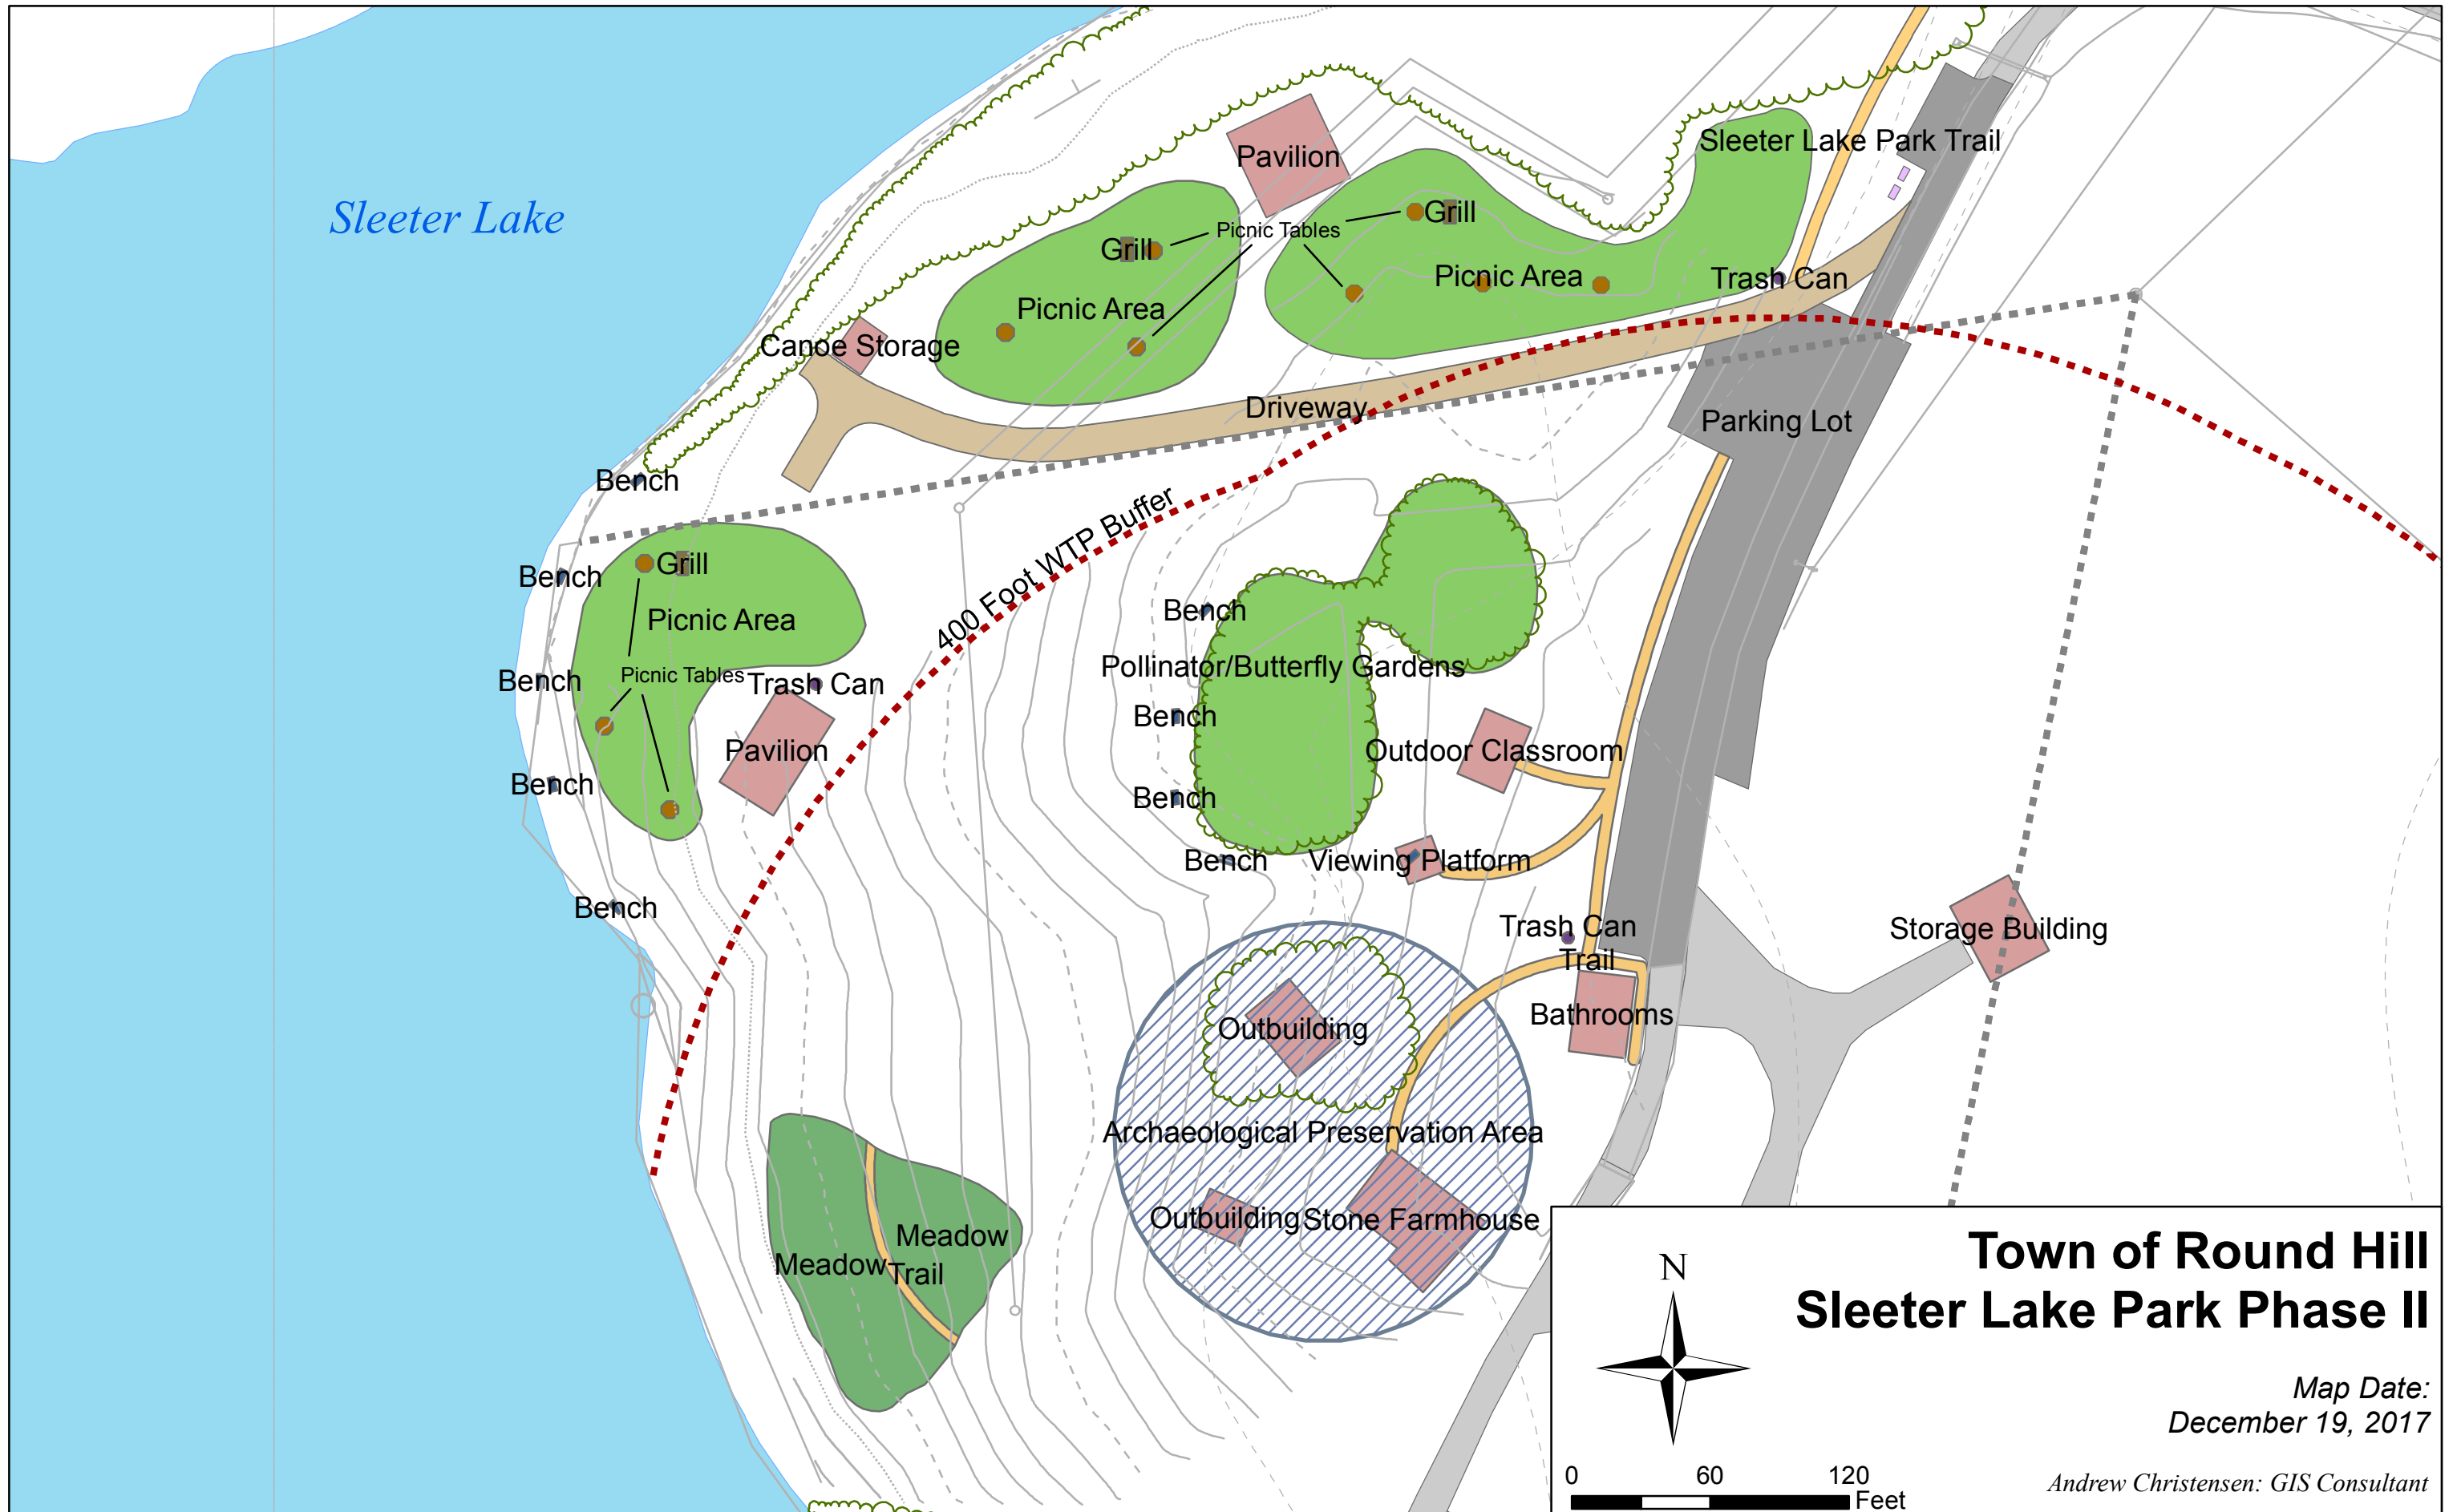 Sleeter Lake Park Trail
Pavilion
Sleeter Lake
Grill
Picnic Tables
Grill
Picnic Area
Trash Can
Picnic Area
Canoe Storage
Driveway
Parking Lot
Bench
400 Foot WTP Buffer
Grill
Bench
Picnic Area
Bench
Pollinator/Butterfly Gardens
Picnic Tables
Trash Can
Bench
Bench
Pavilion
Outdoor Classroom
Bench
Bench
Bench
Viewing Platform
Bench
Trash Can
Storage Building
Trail
Bathrooms
Outbuilding
Archaeological Preservation Area
Outbuilding
Stone Farmhouse
Meadow
Meadow
Trail
Town of Round Hill
Sleeter Lake Park Phase II
N
Map Date:
December 19, 2017
0 60 120
Feet
Andrew Christensen: GIS Consultant